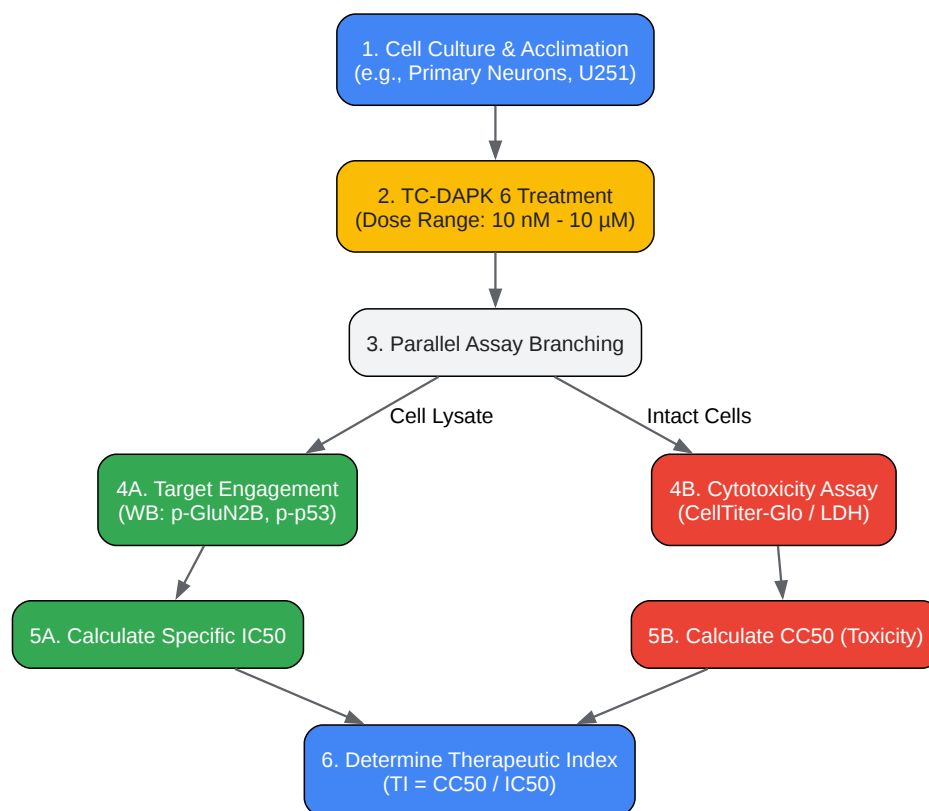 1. Cell Culture & Acclimation
(e.g., Primary Neurons, U251)
2. TC-DAPK 6 Treatment
(Dose Range: 10 nM - 10 µM)
3. Parallel Assay Branching
Cell Lysate
Intact Cells
4A. Target Engagement
(WB: p-GluN2B, p-p53)
4B. Cytotoxicity Assay
(CellTiter-Glo / LDH)
5A. Calculate Specific IC50
5B. Calculate CC50 (Toxicity)
6. Determine Therapeutic Index
(TI = CC50 / IC50)